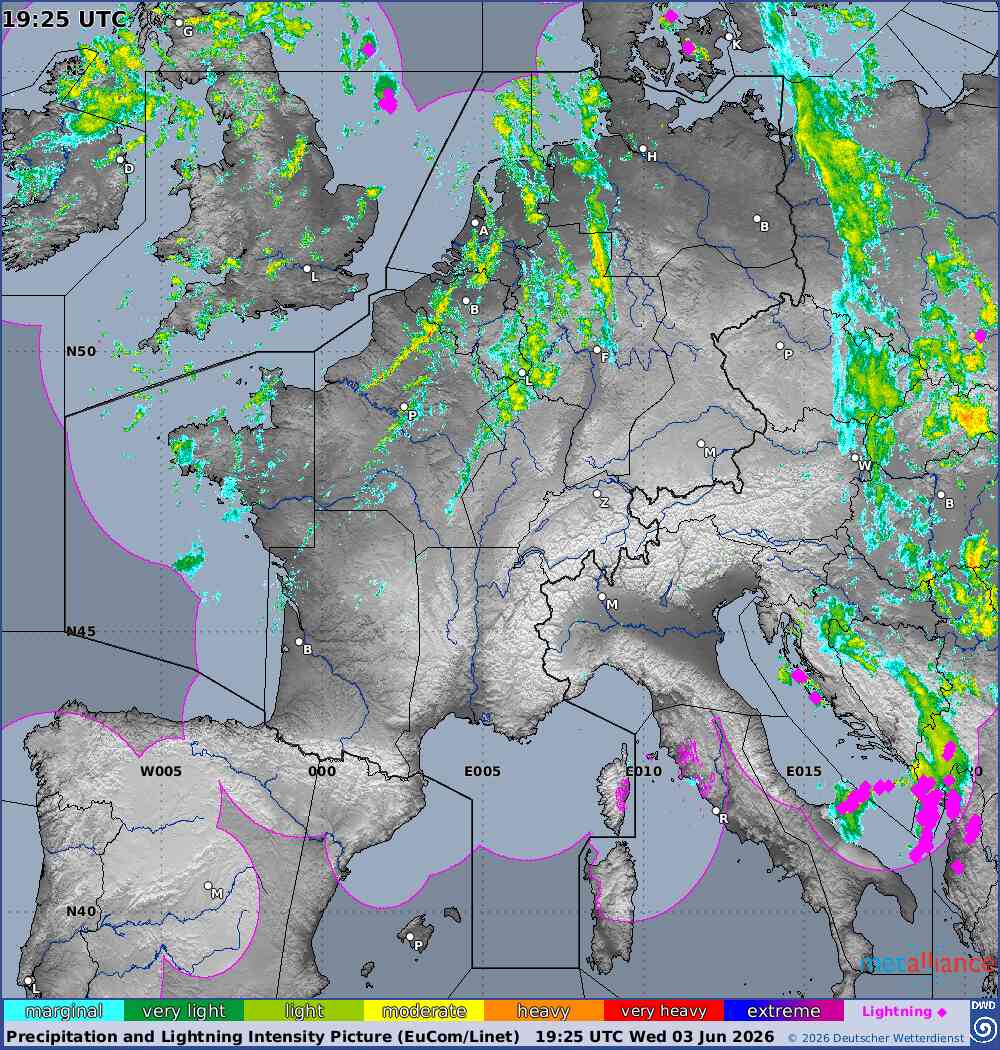 19:25 UTC
G
K
H
D
A
B
L
B
N50
F
P
L
P
M
W
Z
B
M
N45
B
W005
000
E005
E010
E015
R
M
N40
P
metalliance
L
marginal very light light moderate heavy very heavy extreme Lightning
DWD
Precipitation and Lightning Intensity Picture (EuCom/Linet) 19:25 UTC Wed 03 Jun 2026 © 2026 Deutscher Wetterdienst